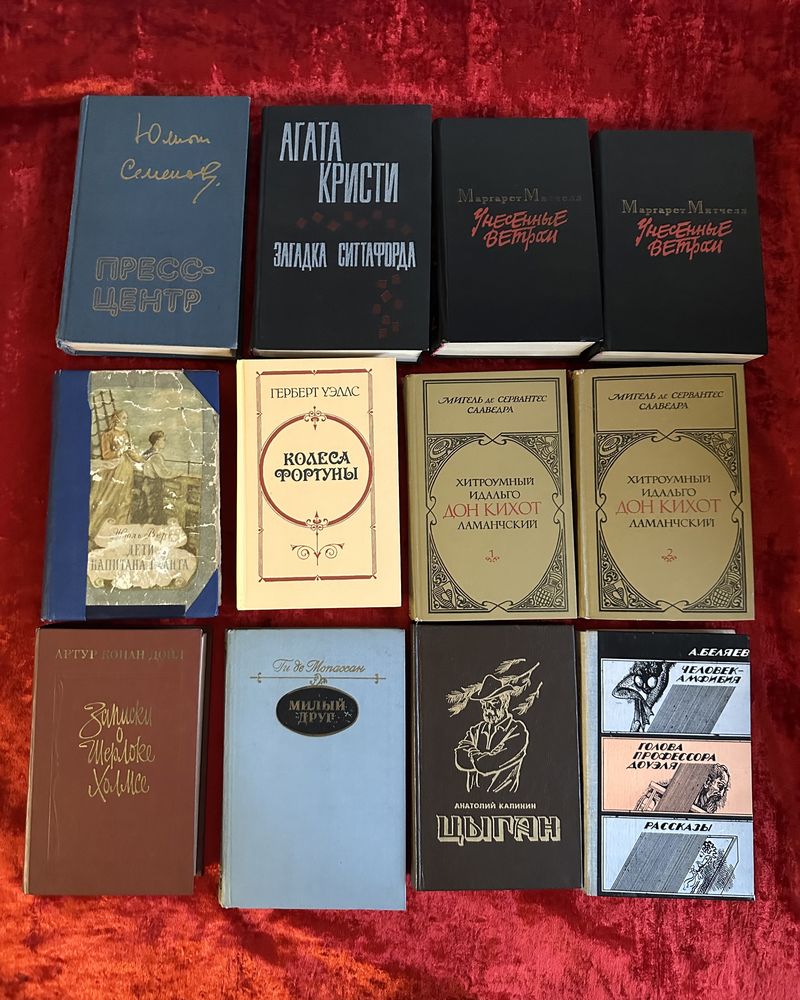 Юлиан
Семенов
ПРЕСС-
ЦЕНТР
АГАТА
КРИСТИ
ЗАГАДКА СИТТАФОРДА
Маргарет Митчелл
УНЕСЕННЫЕ
ВЕТРОМ
Маргарет Митчелл
УНЕСЕННЫЕ
ВЕТРОМ
Жюль Верн
ДЕТИ
КАПИТАНА ГРАНТА
ГЕРБЕРТ УЭЛЛС
КОЛЕСА
ФОРТУНЫ
МИГЕЛЬ де СЕРВАНТЕС
СААВЕДРА
ХИТРОУМНЫЙ
ИДАЛЬГО
ДОН КИХОТ
ЛАМАНЧСКИЙ
1
МИГЕЛЬ де СЕРВАНТЕС
СААВЕДРА
ХИТРОУМНЫЙ
ИДАЛЬГО
ДОН КИХОТ
ЛАМАНЧСКИЙ
2
АРТУР КОНАН ДОЙЛ
Записки
о
Шерлоке
Холмсе
Ги де Мопассан
МИЛЫЙ
ДРУГ
АНАТОЛИЙ КАЛИНИН
ЦЫГАН
А.БЕЛЯЕВ
ЧЕЛОВЕК-
АМФИБИЯ
ГОЛОВА
ПРОФЕССОРА
ДОУЭЛЯ
РАССКАЗЫ